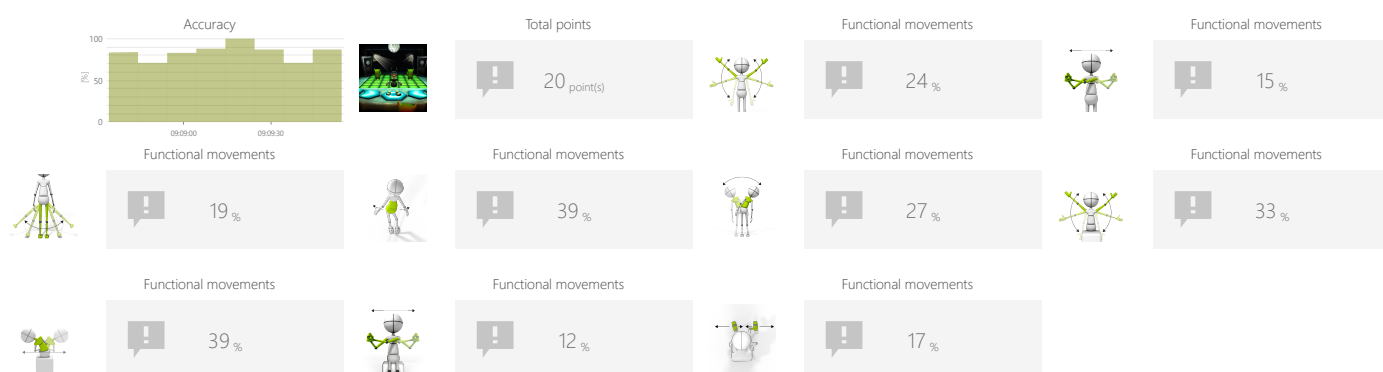 Accuracy
Total points
Functional movements
Functional movements
100
[%]
50
0
09:09:00
09:09:30
20 point(s)
24 %
15 %
Functional movements
Functional movements
Functional movements
Functional movements
19 %
39 %
27 %
33 %
Functional movements
Functional movements
Functional movements
39 %
12 %
17 %